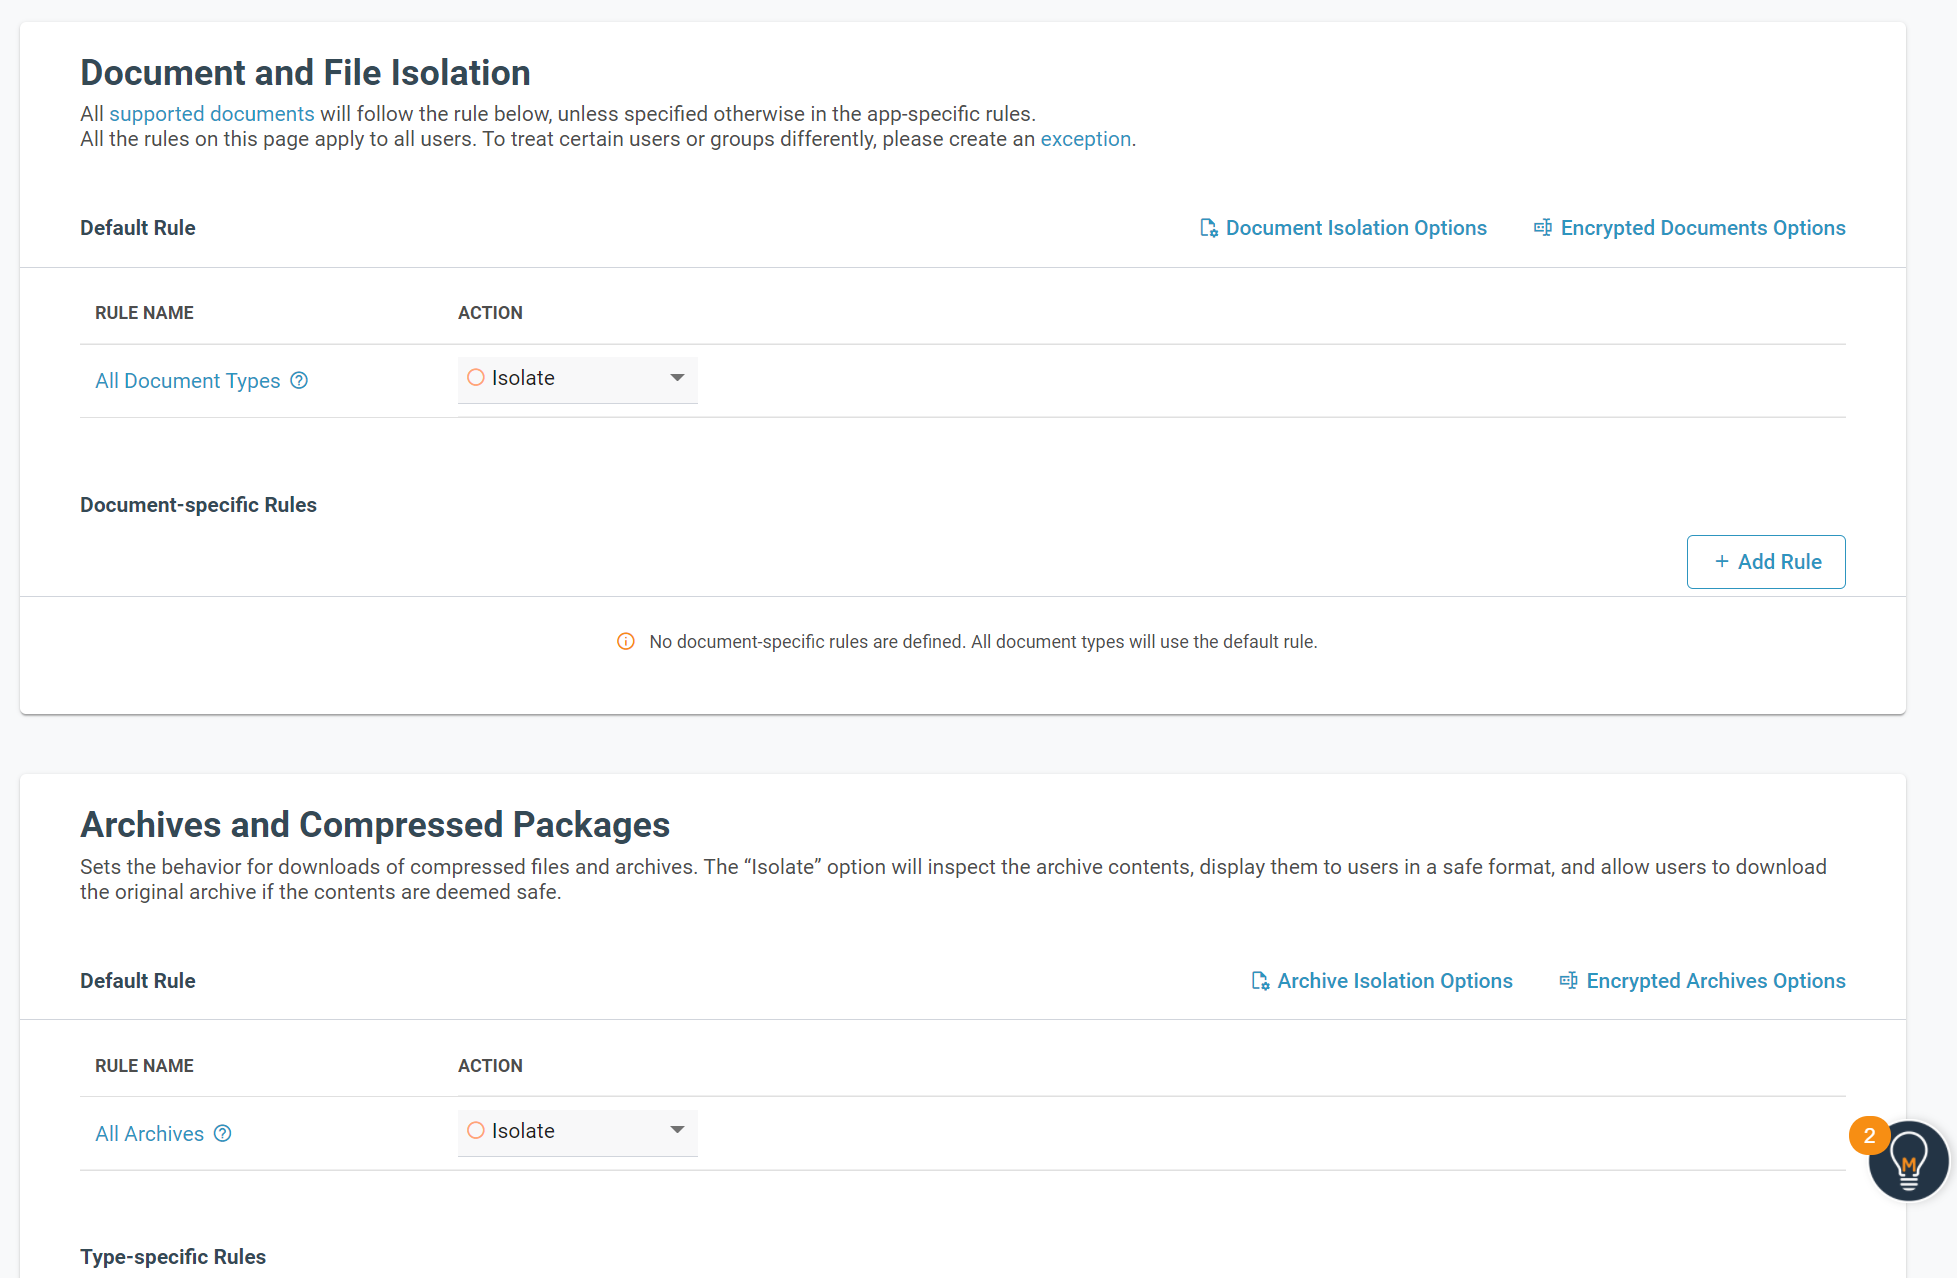 Document and File Isolation
All supported documents will follow the rule below, unless specified otherwise in the app-specific rules.
All the rules on this page apply to all users. To treat certain users or groups differently, please create an exception.
Default Rule
Document Isolation Options
Encrypted Documents Options
RULE NAME
ACTION
All Document Types
Isolate
Document-specific Rules
+ Add Rule
No document-specific rules are defined. All document types will use the default rule.
Archives and Compressed Packages
Sets the behavior for downloads of compressed files and archives. The “Isolate” option will inspect the archive contents, display them to users in a safe format, and allow users to download
the original archive if the contents are deemed safe.
Default Rule
Archive Isolation Options
Encrypted Archives Options
RULE NAME
ACTION
All Archives
Isolate
2
M
Type-specific Rules